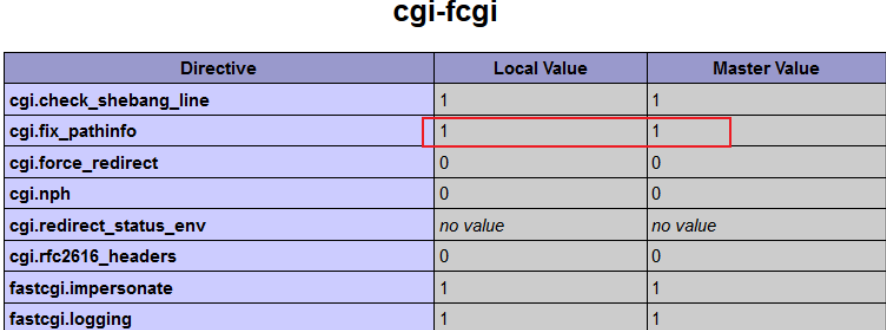 cgi-fcgi
Directive Local Value Master Value
cgi.check_shebang_line 1 1
cgi.fix_pathinfo 1 1
cgi.force_redirect 0 0
cgi.nph 0 0
cgi.redirect_status_env no value no value
cgi.rfc2616_headers 0 0
fastcgi.impersonate 1 1
fastcgi.logging 1 1